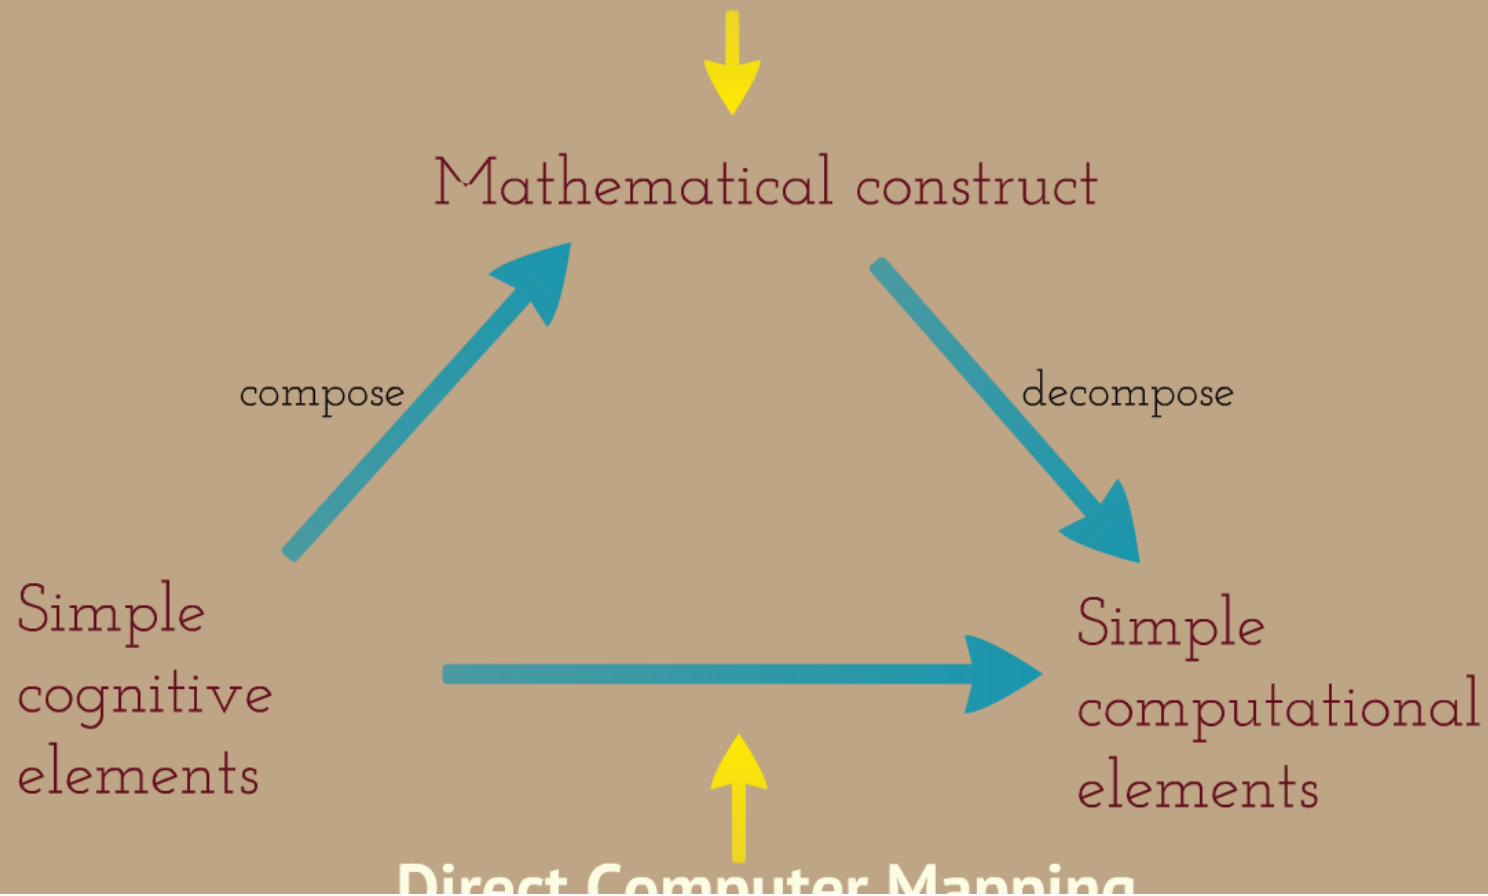 Mathematical construct
compose
decompose
Simple
cognitive
elements
Simple
computational
elements
Direct Computer Mapping